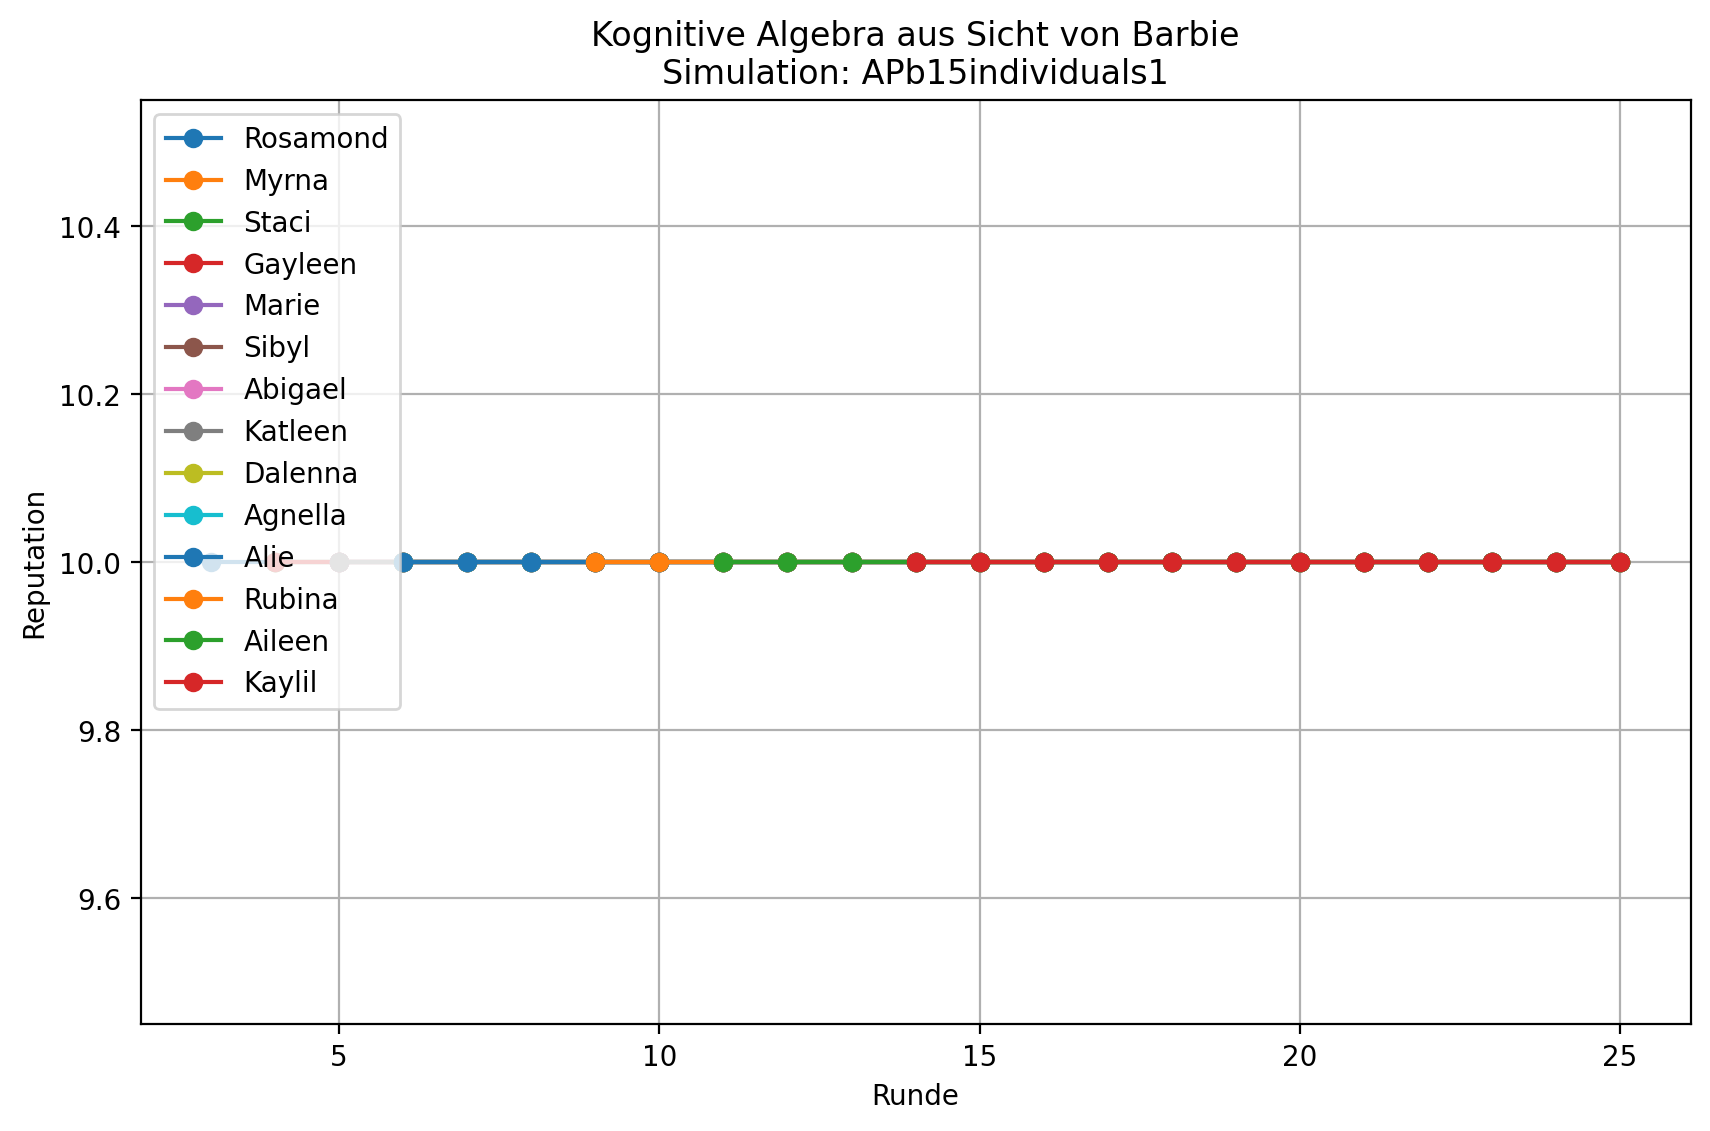 Kognitive Algebra aus Sicht von Barbie
Simulation: APb15individuals1
Rosamond
Myrna
Staci
Gayleen
Marie
Sibyl
Abigael
Katleen
Dalenna
Agnella
Alie
Rubina
Aileen
Kaylil
Reputation
10.4
10.2
10.0
9.8
9.6
5
10
15
20
25
Runde